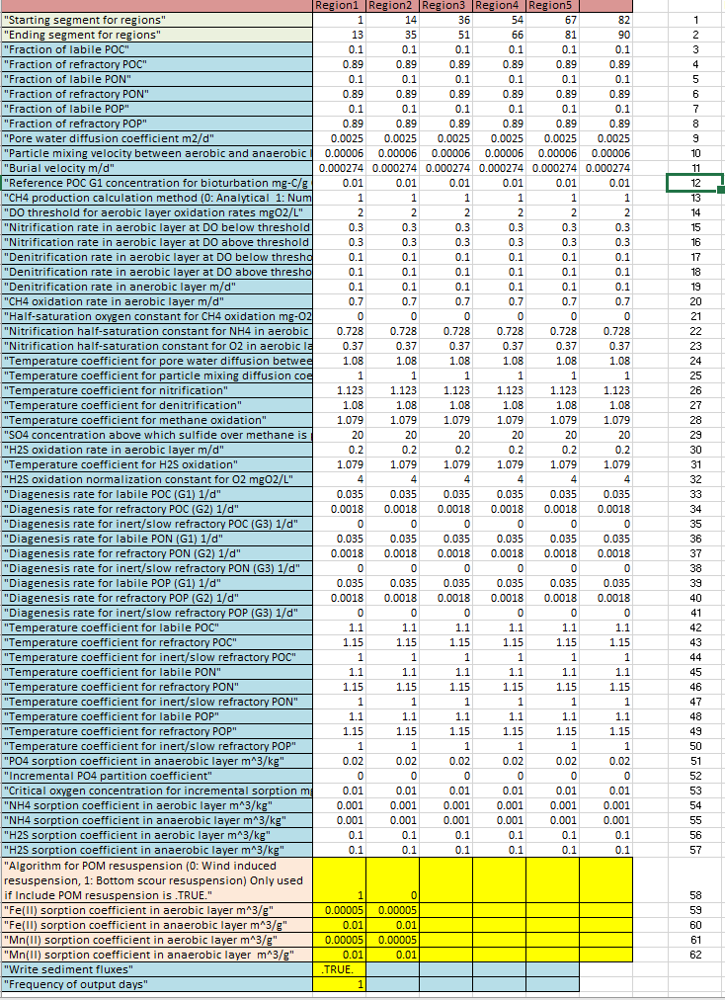 Region1 Region2 Region3 Region4 Region5
"Starting segment for regions" 1 14 36 54 67 82 1
"Ending segment for regions" 13 35 51 66 81 90 2
"Fraction of labile POC" 0.1 0.1 0.1 0.1 0.1 0.1 3
"Fraction of refractory POC" 0.89 0.89 0.89 0.89 0.89 0.89 4
"Fraction of labile PON" 0.1 0.1 0.1 0.1 0.1 0.1 5
"Fraction of refractory PON" 0.89 0.89 0.89 0.89 0.89 0.89 6
"Fraction of labile POP" 0.1 0.1 0.1 0.1 0.1 0.1 7
"Fraction of refractory POP" 0.89 0.89 0.89 0.89 0.89 0.89 8
"Pore water diffusion coefficient m2/d" 0.0025 0.0025 0.0025 0.0025 0.0025 0.0025 9
"Particle mixing velocity between aerobic and anaerobic l 0.00006 0.00006 0.00006 0.00006 0.00006 0.00006 10
"Burial velocity m/d" 0.000274 0.000274 0.000274 0.000274 0.000274 0.000274 11
"Reference POC G1 concentration for bioturbation mg-C/g 0.01 0.01 0.01 0.01 0.01 0.01 12
"CH4 production calculation method (0: Analytical 1: Num 1 1 1 1 1 1 13
"DO threshold for aerobic layer oxidation rates mgO2/L" 2 2 2 2 2 2 14
"Nitrification rate in aerobic layer at DO below threshold 0.3 0.3 0.3 0.3 0.3 0.3 15
"Nitrification rate in aerobic layer at DO above threshold 0.3 0.3 0.3 0.3 0.3 0.3 16
"Denitrification rate in aerobic layer at DO below thresho 0.1 0.1 0.1 0.1 0.1 0.1 17
"Denitrification rate in aerobic layer at DO above thresho 0.1 0.1 0.1 0.1 0.1 0.1 18
"Denitrification rate in anerobic layer m/d" 0.1 0.1 0.1 0.1 0.1 0.1 19
"CH4 oxidation rate in aerobic layer m/d" 0.7 0.7 0.7 0.7 0.7 0.7 20
"Half-saturation oxygen constant for CH4 oxidation mg-O2 0 0 0 0 0 0 21
"Nitrification half-saturation constant for NH4 in aerobic 0.728 0.728 0.728 0.728 0.728 0.728 22
"Nitrification half-saturation constant for O2 in aerobic la 0.37 0.37 0.37 0.37 0.37 0.37 23
"Temperature coefficient for pore water diffusion betwee 1.08 1.08 1.08 1.08 1.08 1.08 24
"Temperature coefficient for particle mixing diffusion coe 1 1 1 1 1 1 25
"Temperature coefficient for nitrification" 1.123 1.123 1.123 1.123 1.123 1.123 26
"Temperature coefficient for denitrification" 1.08 1.08 1.08 1.08 1.08 1.08 27
"Temperature coefficient for methane oxidation" 1.079 1.079 1.079 1.079 1.079 1.079 28
"SO4 concentration above which sulfide over methane is p 20 20 20 20 20 20 29
"H2S oxidation rate in aerobic layer m/d" 0.2 0.2 0.2 0.2 0.2 0.2 30
"Temperature coefficient for H2S oxidation" 1.079 1.079 1.079 1.079 1.079 1.079 31
"H2S oxidation normalization constant for O2 mgO2/L" 4 4 4 4 4 4 32
"Diagenesis rate for labile POC (G1) 1/d" 0.035 0.035 0.035 0.035 0.035 0.035 33
"Diagenesis rate for refractory POC (G2) 1/d" 0.0018 0.0018 0.0018 0.0018 0.0018 0.0018 34
"Diagenesis rate for inert/slow refractory POC (G3) 1/d" 0 0 0 0 0 0 35
"Diagenesis rate for labile PON (G1) 1/d" 0.035 0.035 0.035 0.035 0.035 0.035 36
"Diagenesis rate for refractory PON (G2) 1/d" 0.0018 0.0018 0.0018 0.0018 0.0018 0.0018 37
"Diagenesis rate for inert/slow refractory PON (G3) 1/d" 0 0 0 0 0 0 38
"Diagenesis rate for labile POP (G1) 1/d" 0.035 0.035 0.035 0.035 0.035 0.035 39
"Diagenesis rate for refractory POP (G2) 1/d" 0.0018 0.0018 0.0018 0.0018 0.0018 0.0018 40
"Diagenesis rate for inert/slow refractory POP (G3) 1/d" 0 0 0 0 0 0 41
"Temperature coefficient for labile POC" 1.1 1.1 1.1 1.1 1.1 1.1 42
"Temperature coefficient for refractory POC" 1.15 1.15 1.15 1.15 1.15 1.15 43
"Temperature coefficient for inert/slow refractory POC" 1 1 1 1 1 1 44
"Temperature coefficient for labile PON" 1.1 1.1 1.1 1.1 1.1 1.1 45
"Temperature coefficient for refractory PON" 1.15 1.15 1.15 1.15 1.15 1.15 46
"Temperature coefficient for inert/slow refractory PON" 1 1 1 1 1 1 47
"Temperature coefficient for labile POP" 1.1 1.1 1.1 1.1 1.1 1.1 48
"Temperature coefficient for refractory POP" 1.15 1.15 1.15 1.15 1.15 1.15 49
"Temperature coefficient for inert/slow refractory POP" 1 1 1 1 1 1 50
"PO4 sorption coefficient in anaerobic layer m^3/kg" 0.02 0.02 0.02 0.02 0.02 0.02 51
"Incremental PO4 partition coefficient" 0 0 0 0 0 0 52
"Critical oxygen concentration for incremental sorption mg 0.01 0.01 0.01 0.01 0.01 0.01 53
"NH4 sorption coefficient in aerobic layer m^3/kg" 0.001 0.001 0.001 0.001 0.001 0.001 54
"NH4 sorption coefficient in anaerobic layer m^3/kg" 0.001 0.001 0.001 0.001 0.001 0.001 55
"H2S sorption coefficient in aerobic layer m^3/kg" 0.1 0.1 0.1 0.1 0.1 0.1 56
"H2S sorption coefficient in anaerobic layer m^3/kg" 0.1 0.1 0.1 0.1 0.1 0.1 57
"Algorithm for POM resuspension (0: Wind induced
resuspension, 1: Bottom scour resuspension) Only used
if Include POM resuspension is .TRUE." 1 0 58
"Fe(II) sorption coefficient in aerobic layer m^3/g" 0.00005 0.00005 59
"Fe(II) sorption coefficient in anaerobic layer m^3/g" 0.01 0.01 60
"Mn(II) sorption coefficient in aerobic layer m^3/g" 0.00005 0.00005 61
"Mn(II) sorption coefficient in anaerobic layer m^3/g" 0.01 0.01 62
"Write sediment fluxes" .TRUE.
"Frequency of output days" 1